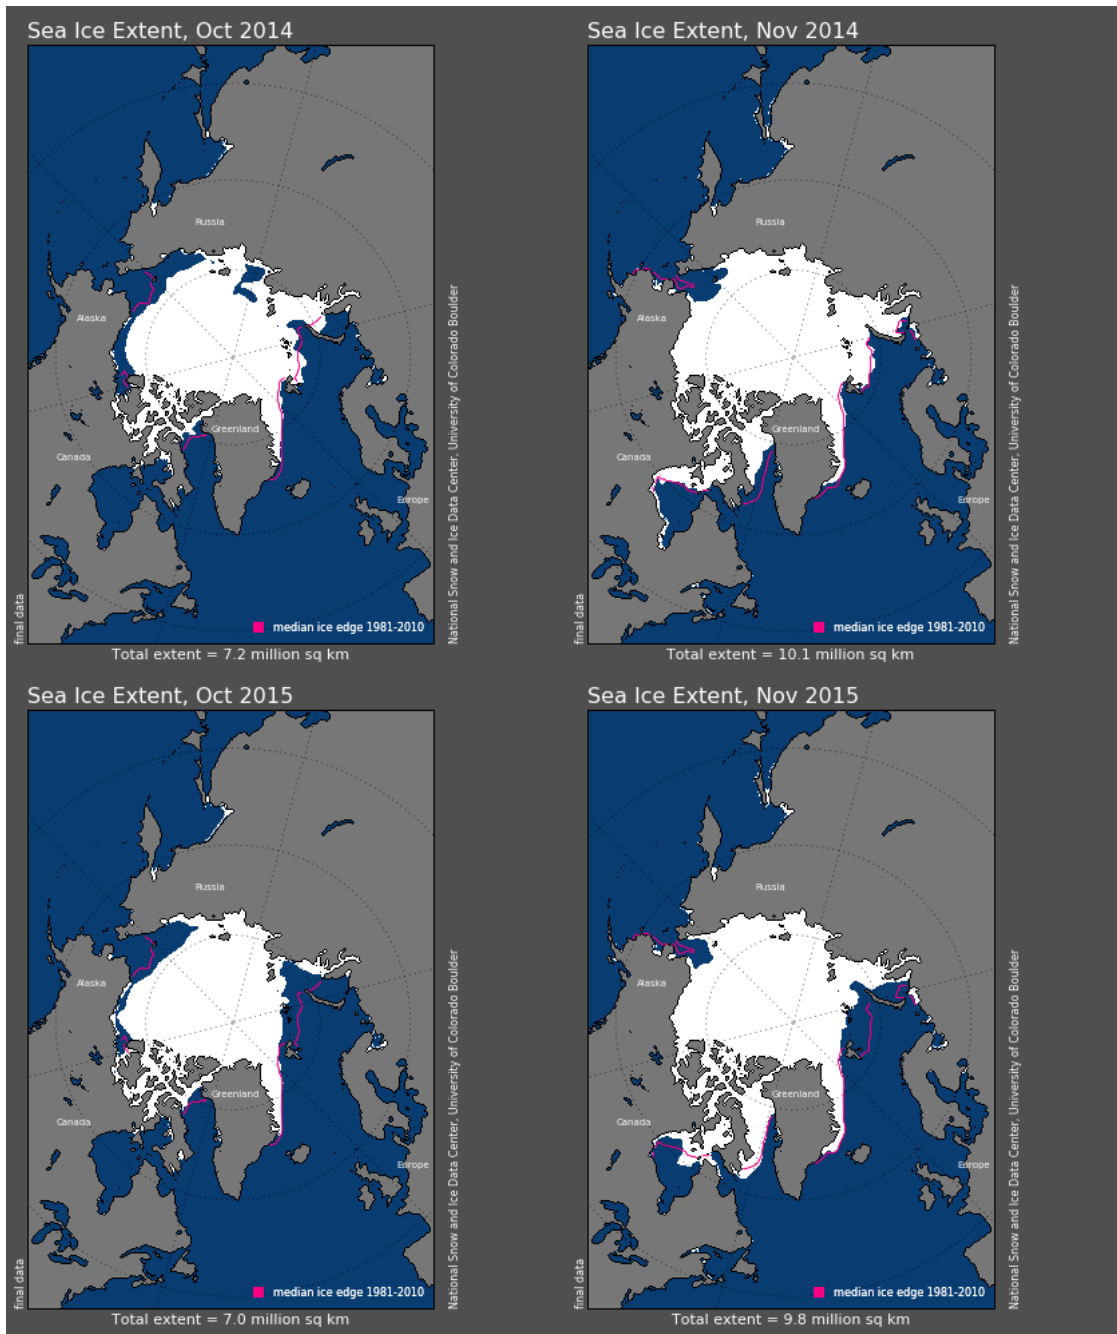 Sea Ice Extent, Oct 2014
Russia
Alaska
Greenland
Canada
Europe
median ice edge 1981-2010
final data
National Snow and Ice Data Center, University of Colorado Boulder
Total extent = 7.2 million sq km
Sea Ice Extent, Nov 2014
Russia
Alaska
Greenland
Canada
Europe
median ice edge 1981-2010
final data
National Snow and Ice Data Center, University of Colorado Boulder
Total extent = 10.1 million sq km
Sea Ice Extent, Oct 2015
Russia
Alaska
Greenland
Canada
Europe
median ice edge 1981-2010
final data
National Snow and Ice Data Center, University of Colorado Boulder
Total extent = 7.0 million sq km
Sea Ice Extent, Nov 2015
Russia
Alaska
Greenland
Canada
Europe
median ice edge 1981-2010
final data
National Snow and Ice Data Center, University of Colorado Boulder
Total extent = 9.8 million sq km